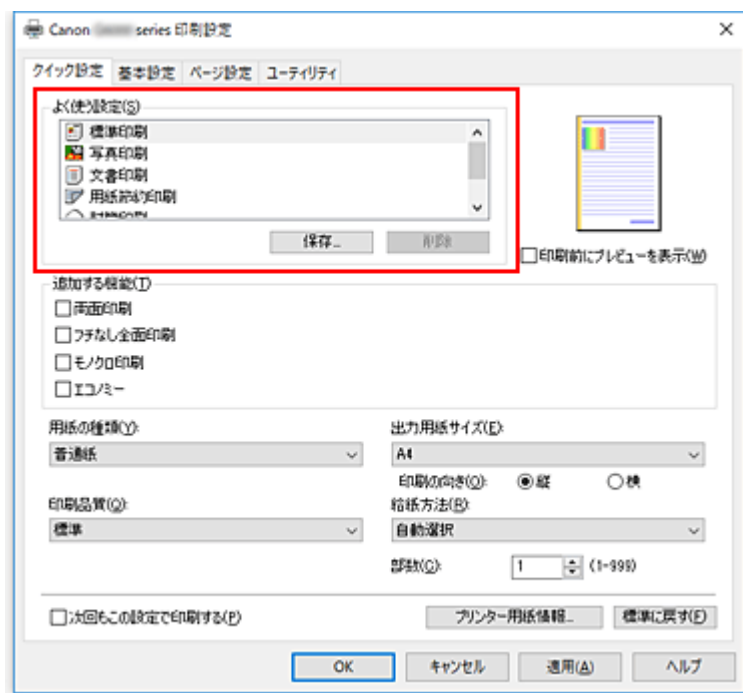 Canon series 印刷設定
クイック設定 基本設定 ページ設定 ユーティリティ
よく使う設定(S)
標準印刷
写真印刷
文書印刷
用紙節約印刷
保存...
削除
印刷前にプレビューを表示(W)
追加する機能(T)
両面印刷
フチなし全面印刷
モノクロ印刷
エコノミー
用紙の種類(Y):
普通紙
出力用紙サイズ(E):
A4
印刷の向き(O): 縦 横
印刷品質(Q):
標準
給紙方法(R):
自動選択
部数(C): 1 (1-999)
次回もこの設定で印刷する(P)
プリンター用紙情報...
標準に戻す(F)
OK キャンセル 適用(A) ヘルプ